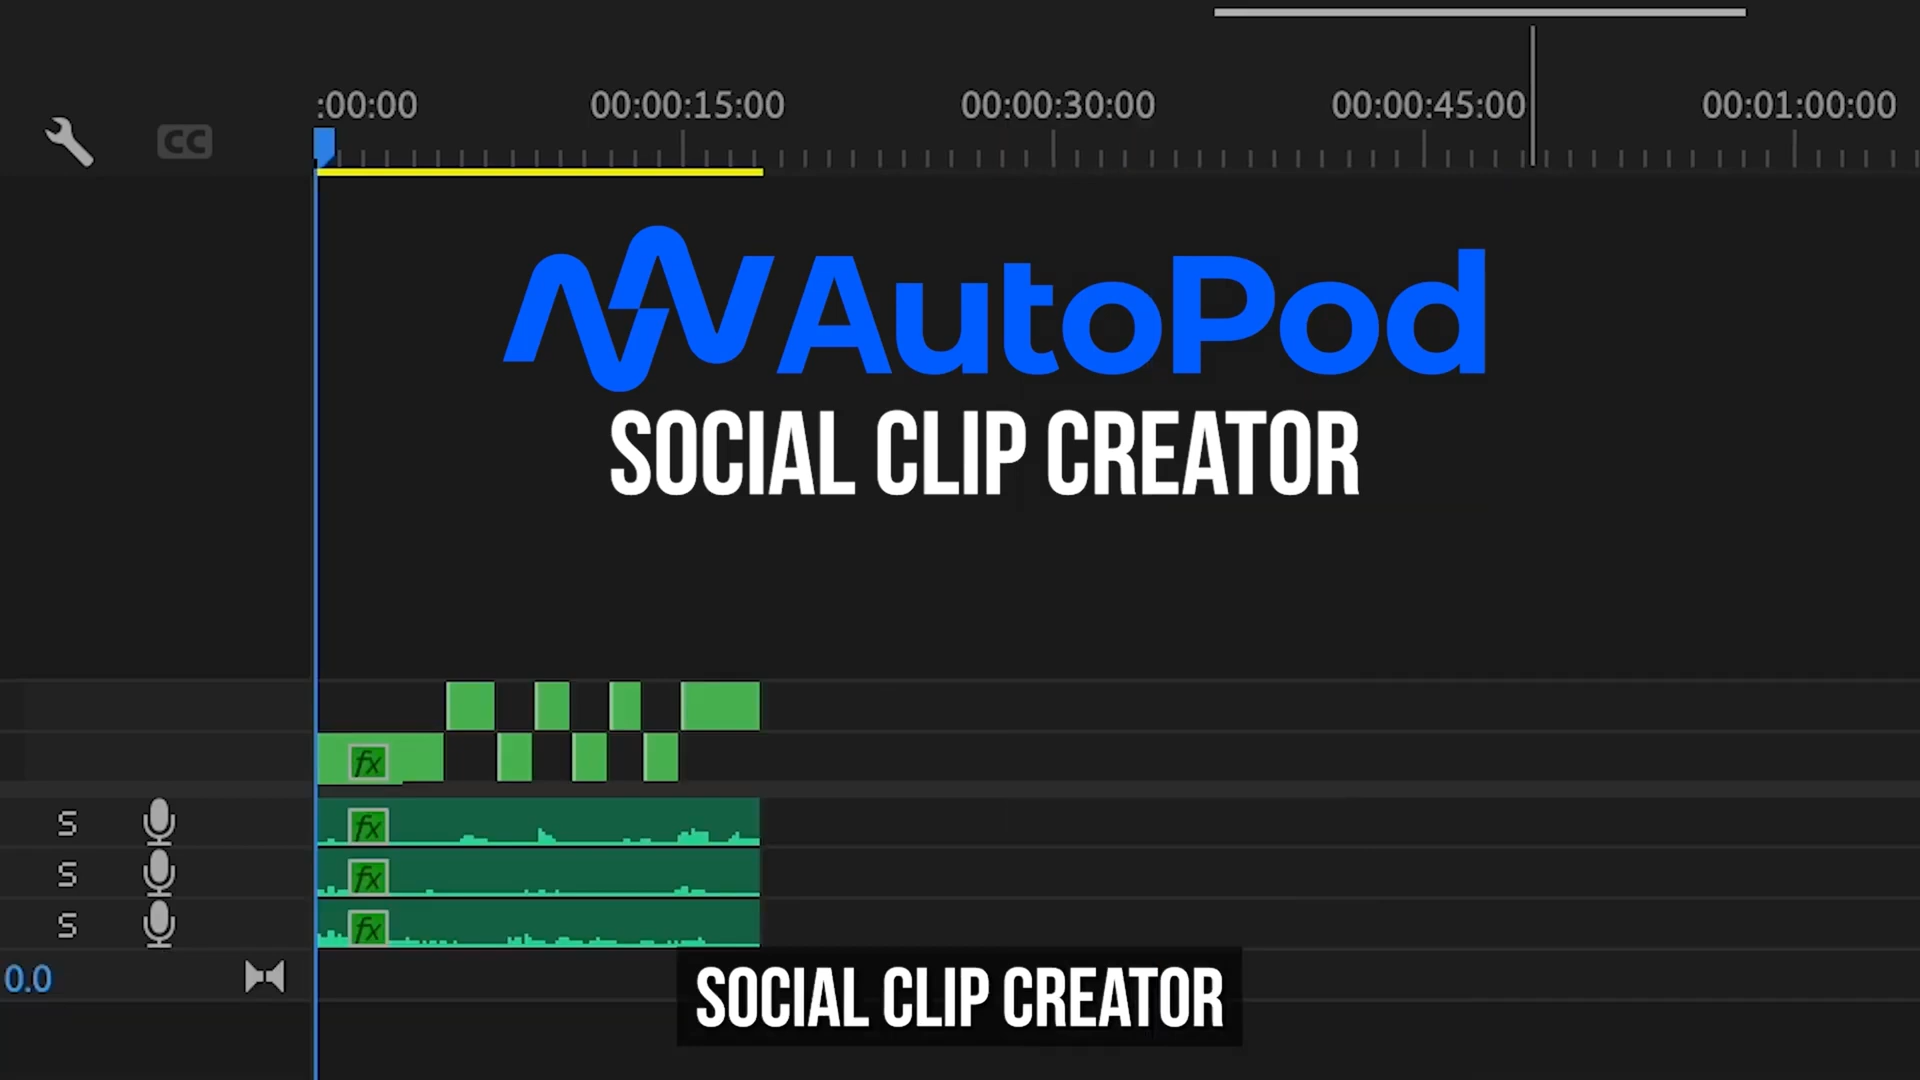 :00:00 00:00:15:00 00:00:30:00 00:00:45:00 00:01:00:00
CC
AutoPod
SOCIAL CLIP CREATOR
fx
S fx
S fx
S fx
0.0
SOCIAL CLIP CREATOR